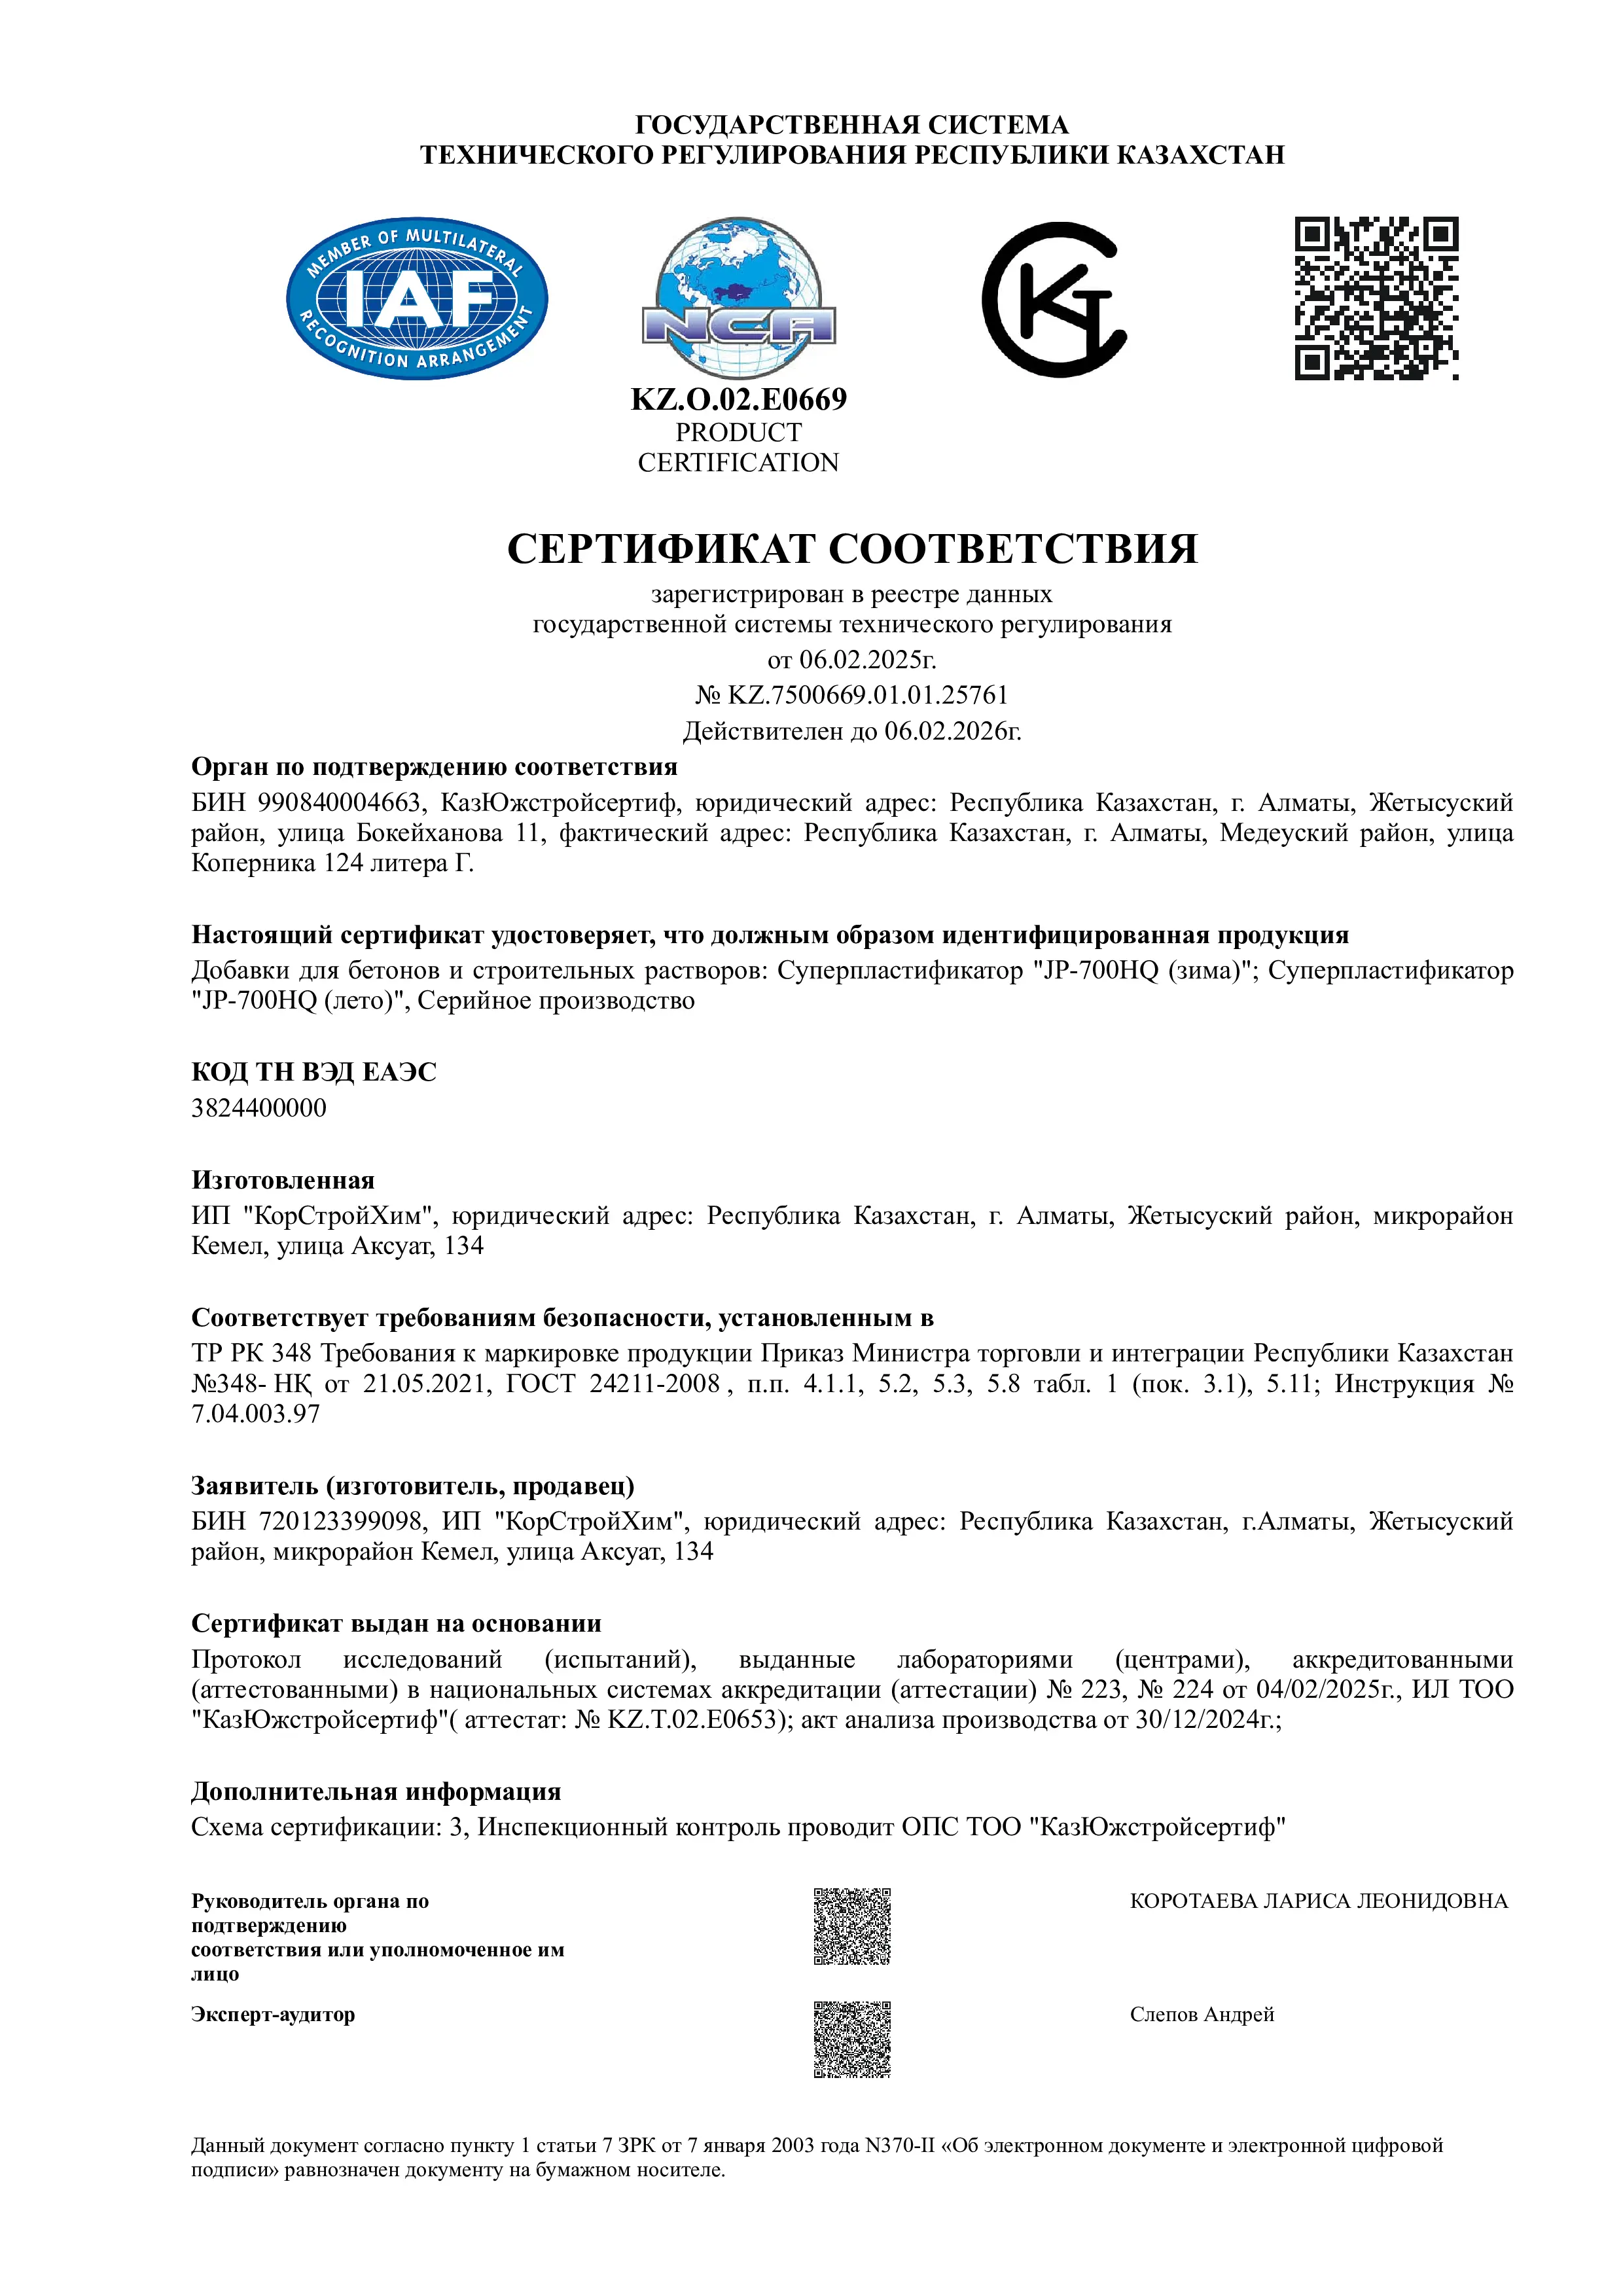 ГОСУДАРСТВЕННАЯ СИСТЕМА
ТЕХНИЧЕСКОГО РЕГУЛИРОВАНИЯ РЕСПУБЛИКИ КАЗАХСТАН
MEMBER OF MULTILATERAL
IAF
RECOGNITION ARRANGEMENT
NCA
KZ.O.02.E0669
PRODUCT
CERTIFICATION
СЕРТИФИКАТ СООТВЕТСТВИЯ
зарегистрирован в реестре данных
государственной системы технического регулирования
от 06.02.2025г.
№ KZ.7500669.01.01.25761
Действителен до 06.02.2026г.
Орган по подтверждению соответствия
БИН 990840004663, КазЮжстройсертиф, юридический адрес: Республика Казахстан, г. Алматы, Жетысуский
район, улица Бокейханова 11, фактический адрес: Республика Казахстан, г. Алматы, Медеуский район, улица
Коперника 124 литера Г.
Настоящий сертификат удостоверяет, что должным образом идентифицированная продукция
Добавки для бетонов и строительных растворов: Суперпластификатор "JP-700HQ (зима)"; Суперпластификатор
"JP-700HQ (лето)", Серийное производство
КОД ТН ВЭД ЕАЭС
3824400000
Изготовленная
ИП "КорСтройХим", юридический адрес: Республика Казахстан, г. Алматы, Жетысуский район, микрорайон
Кемел, улица Аксуат, 134
Соответствует требованиям безопасности, установленным в
ТР РК 348 Требования к маркировке продукции Приказ Министра торговли и интеграции Республики Казахстан
№348- НҚ от 21.05.2021, ГОСТ 24211-2008 , п.п. 4.1.1, 5.2, 5.3, 5.8 табл. 1 (пок. 3.1), 5.11; Инструкция №
7.04.003.97
Заявитель (изготовитель, продавец)
БИН 720123399098, ИП "КорСтройХим", юридический адрес: Республика Казахстан, г.Алматы, Жетысуский
район, микрорайон Кемел, улица Аксуат, 134
Сертификат выдан на основании
Протокол исследований (испытаний), выданные лабораториями (центрами), аккредитованными
(аттестованными) в национальных системах аккредитации (аттестации) № 223, № 224 от 04/02/2025г., ИЛ ТОО
"КазЮжстройсертиф"( аттестат: № KZ.T.02.E0653); акт анализа производства от 30/12/2024г.;
Дополнительная информация
Схема сертификации: 3, Инспекционный контроль проводит ОПС ТОО "КазЮжстройсертиф"
Руководитель органа по
подтверждению
соответствия или уполномоченное им
лицо
КОРОТАЕВА ЛАРИСА ЛЕОНИДОВНА
Эксперт-аудитор
Слепов Андрей
Данный документ согласно пункту 1 статьи 7 ЗРК от 7 января 2003 года N370-II «Об электронном документе и электронной цифровой
подписи» равнозначен документу на бумажном носителе.